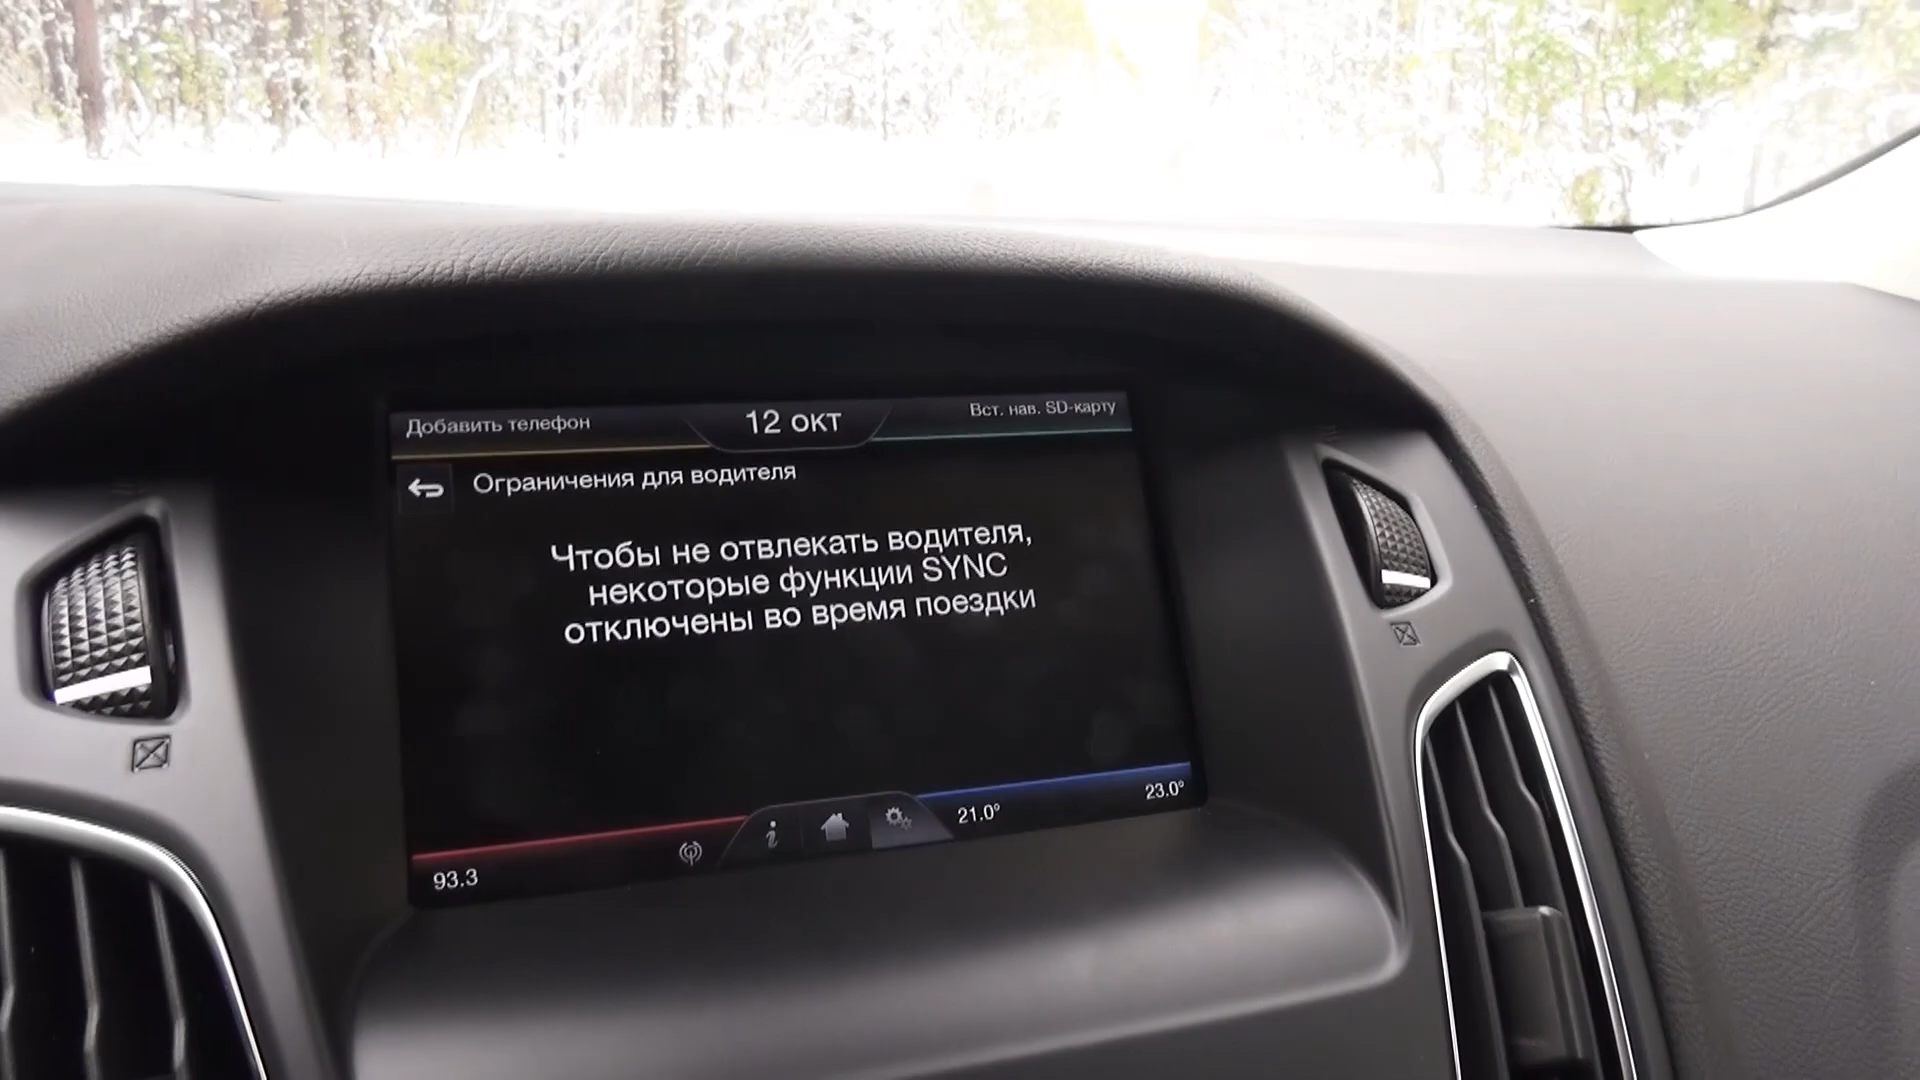 Добавить телефон
12 окт
Вст. нав. SD-карту
Ограничения для водителя
Чтобы не отвлекать водителя,
некоторые функции SYNC
отключены во время поездки
93.3
21.0°
23.0°